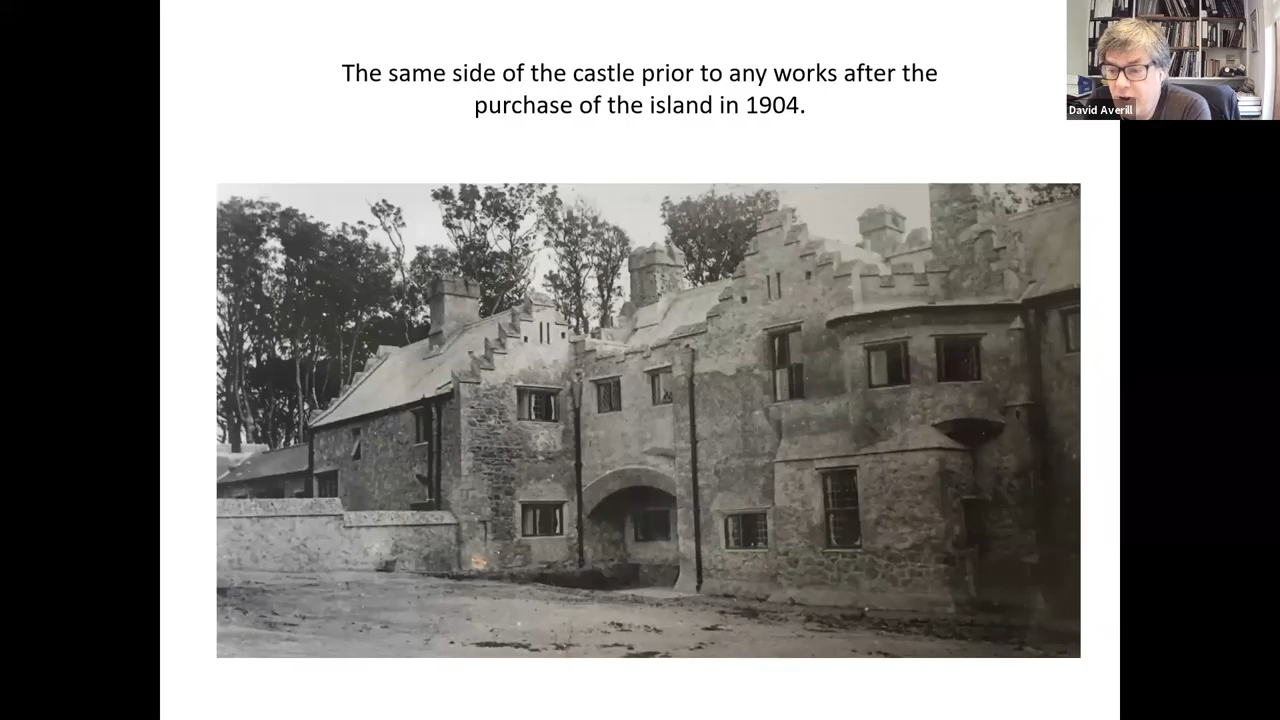 The same side of the castle prior to any works after the
purchase of the island in 1904.
David Averill